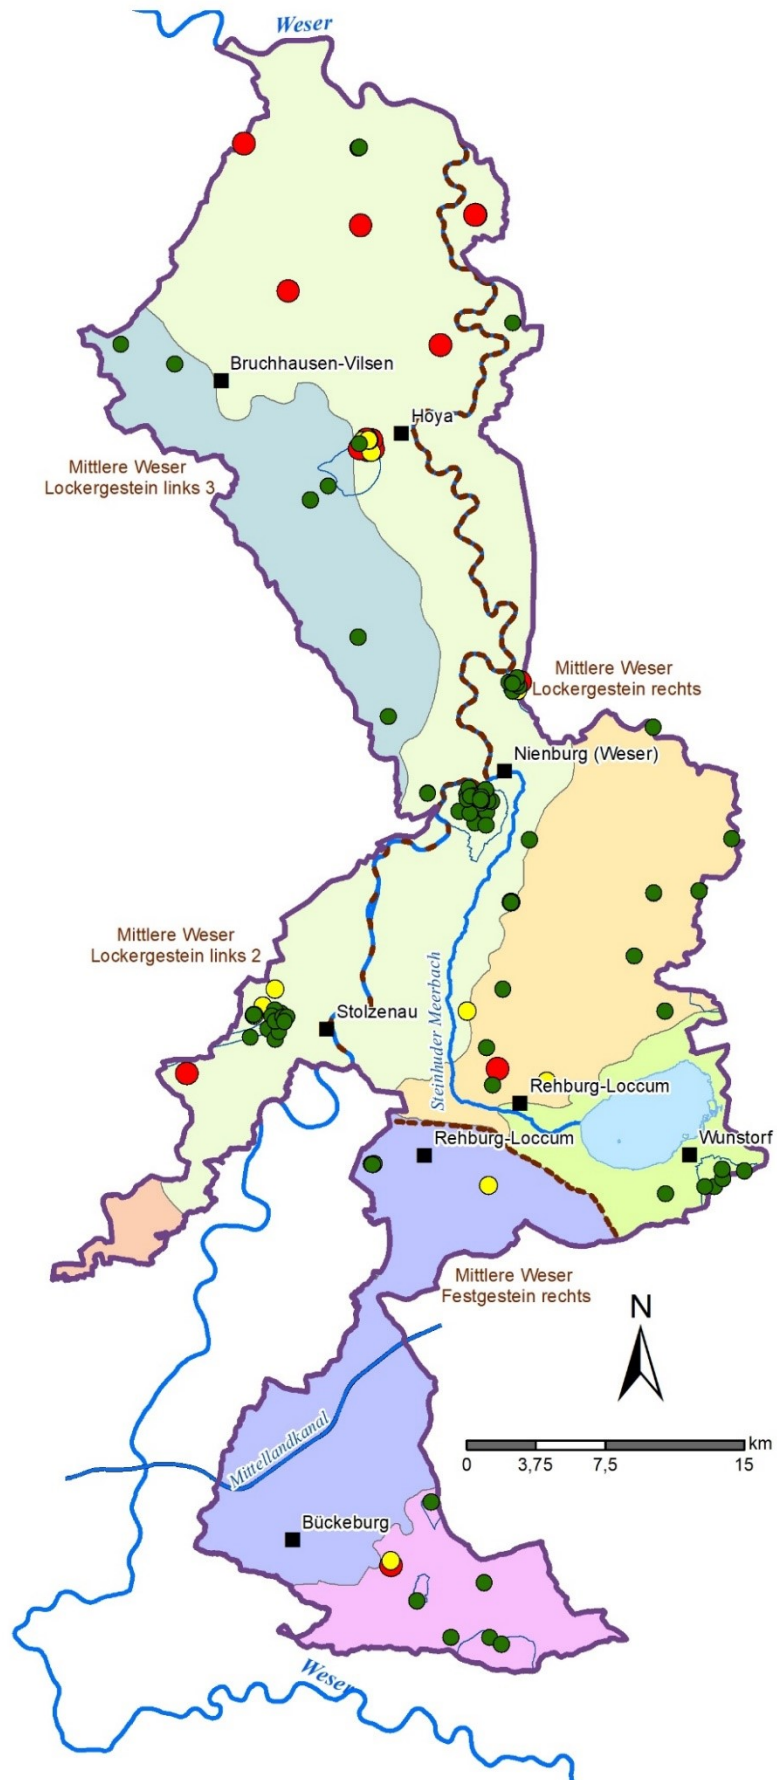 Weser
Bruchhausen-Vilsen
Hoya
Mittlere Weser
Lockergestein links 3
Mittlere Weser
Lockergestein rechts
Nienburg (Weser)
Mittlere Weser
Lockergestein links 2
Stolzenau
Steinhuder Meerbach
Rehburg-Loccum
Rehburg-Loccum
Wunstorf
Mittlere Weser
Festgestein rechts
N
Mittellandkanal
km
0 3,75 7,5 15
Bückeburg
Weser